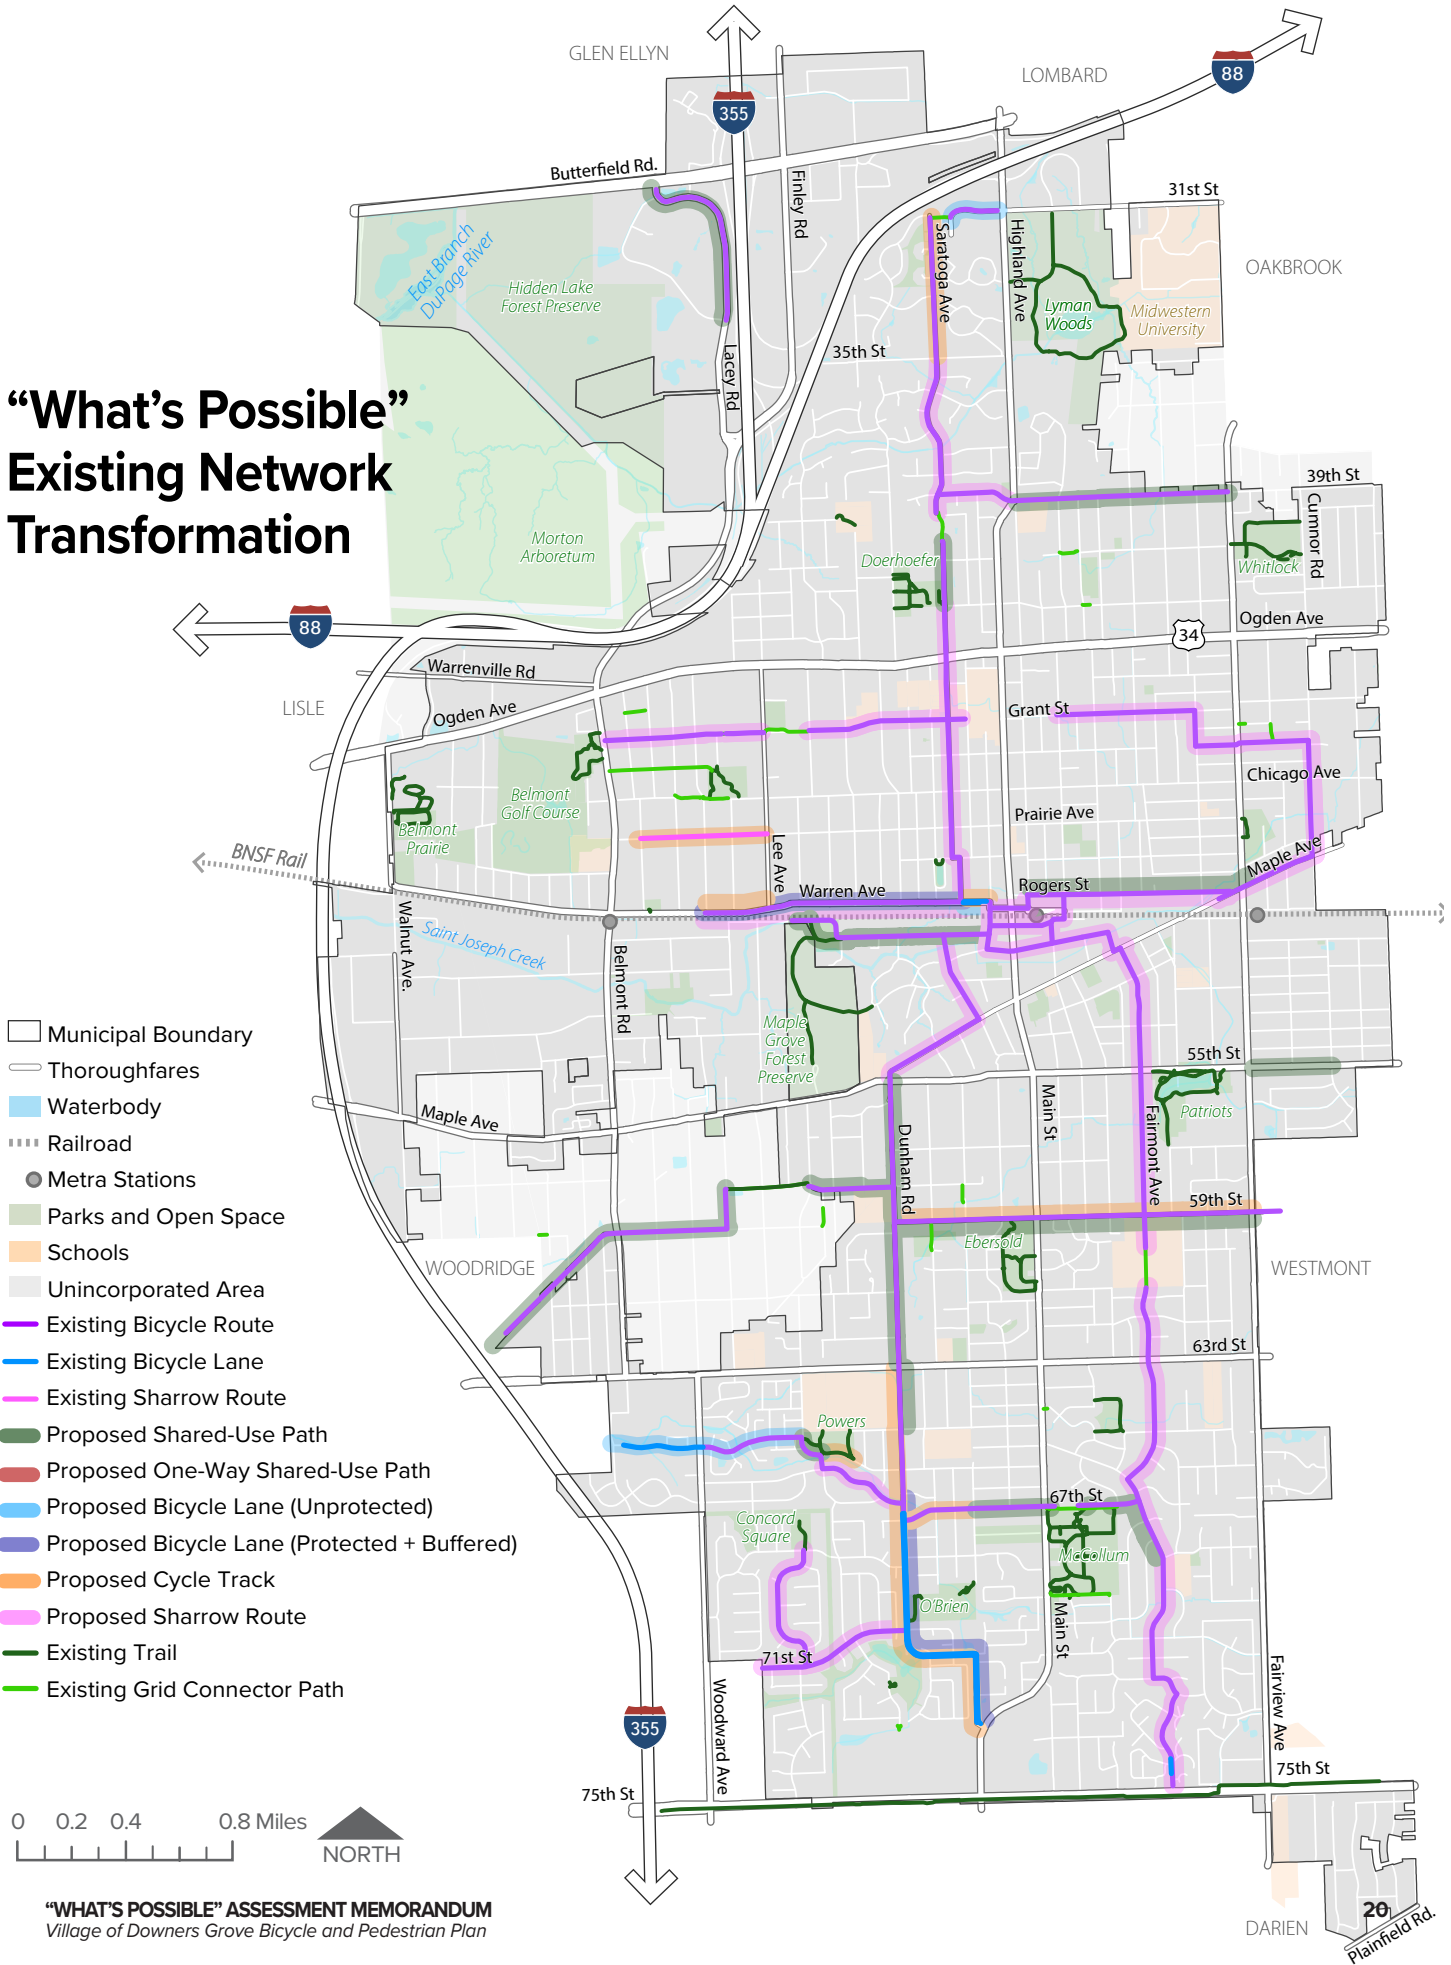 GLEN ELLYN
LOMBARD
88
355
Butterfield Rd.
Finley Rd
31st St
Saratoga Ave
Highland Ave
OAKBROOK
East Branch
DuPage River
Hidden Lake
Forest Preserve
Lyman
Woods
Midwestern
University
35th St
Lacey Rd
“What’s Possible”
Existing Network
Transformation
39th St
Cumnor Rd
Morton
Arboretum
Doerhoefer
Whitlock
88
Ogden Ave
34
Warrenville Rd
LISLE
Ogden Ave
Grant St
Chicago Ave
Belmont
Golf Course
Belmont
Prairie
Prairie Ave
Lee Ave
Maple Ave
BNSF Rail
Warren Ave
Rogers St
Walnut Ave.
Saint Joseph Creek
Belmont Rd
Maple
Grove
Forest
Preserve
55th St
Maple Ave
Main St
Fairmont Ave
Patriots
Dunham Rd
59th St
Ebersold
WOODRIDGE
WESTMONT
63rd St
Powers
67th St
Concord
Square
McCollum
O'Brien
Main St
71st St
Woodward Ave
Fairview Ave
355
75th St
75th St
Municipal Boundary
Thoroughfares
Waterbody
Railroad
Metra Stations
Parks and Open Space
Schools
Unincorporated Area
Existing Bicycle Route
Existing Bicycle Lane
Existing Sharrow Route
Proposed Shared-Use Path
Proposed One-Way Shared-Use Path
Proposed Bicycle Lane (Unprotected)
Proposed Bicycle Lane (Protected + Buffered)
Proposed Cycle Track
Proposed Sharrow Route
Existing Trail
Existing Grid Connector Path
0 0.2 0.4 0.8 Miles
NORTH
“WHAT’S POSSIBLE” ASSESSMENT MEMORANDUM
Village of Downers Grove Bicycle and Pedestrian Plan
DARIEN
20
Plainfield Rd.